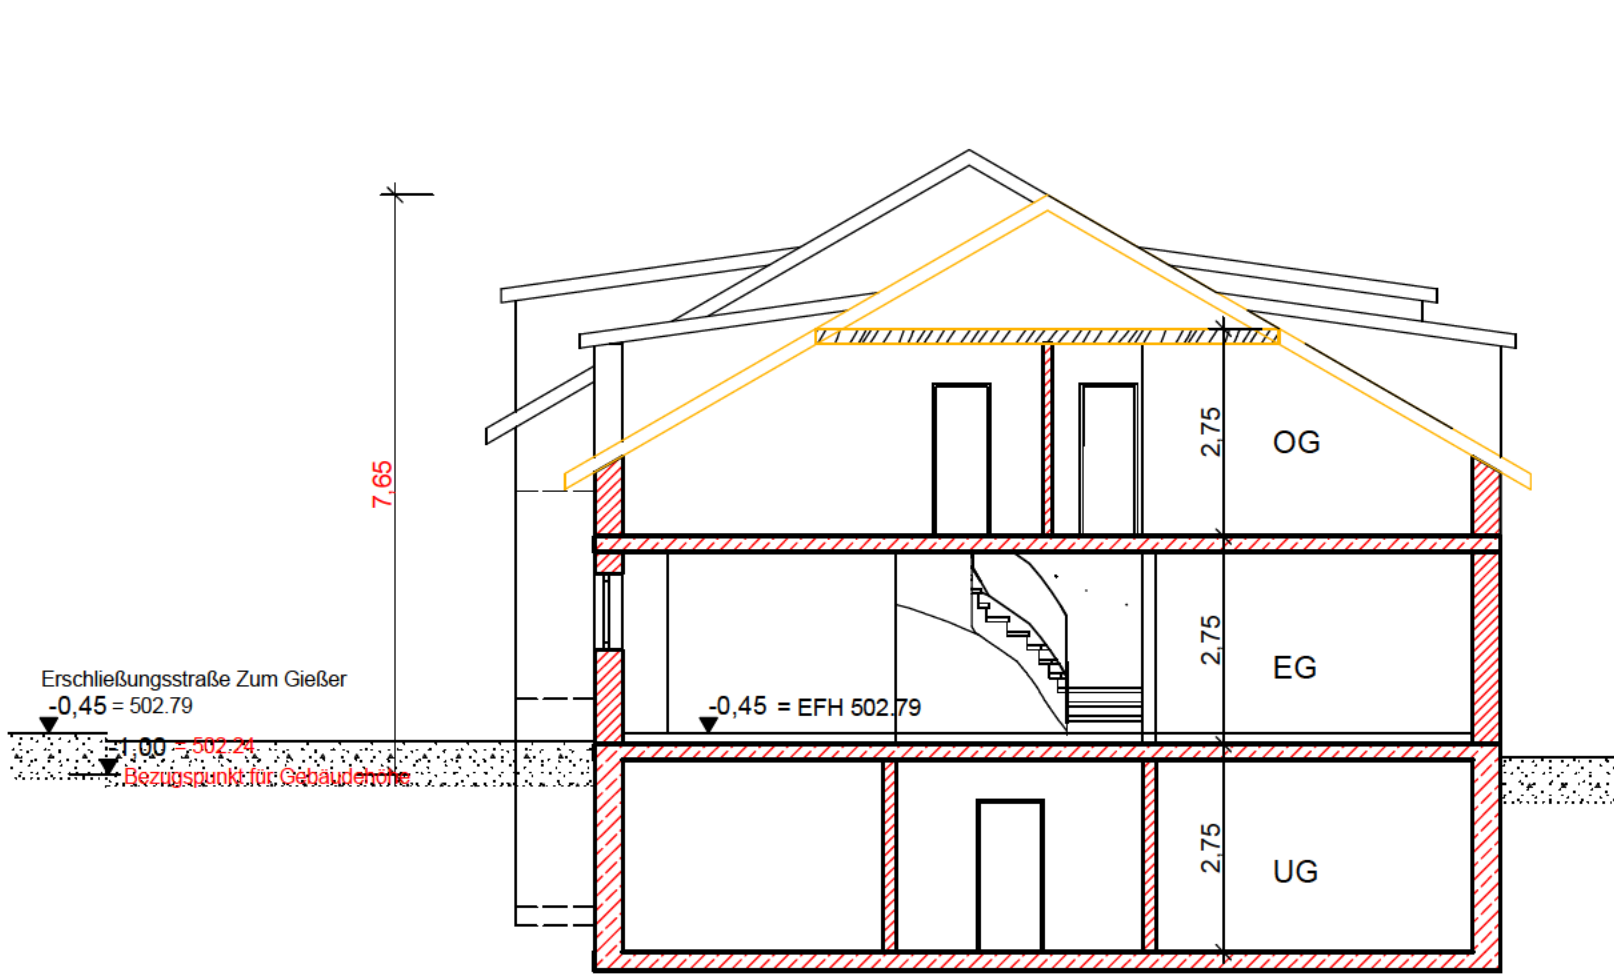 7,65
2,75
OG
2,75
EG
Erschließungsstraße Zum Gießer
-0,45 = 502.79
-0,45 = EFH 502.79
-1,00 = 502.24
Bezugspunkt für Gebäudehöhe
2,75
UG